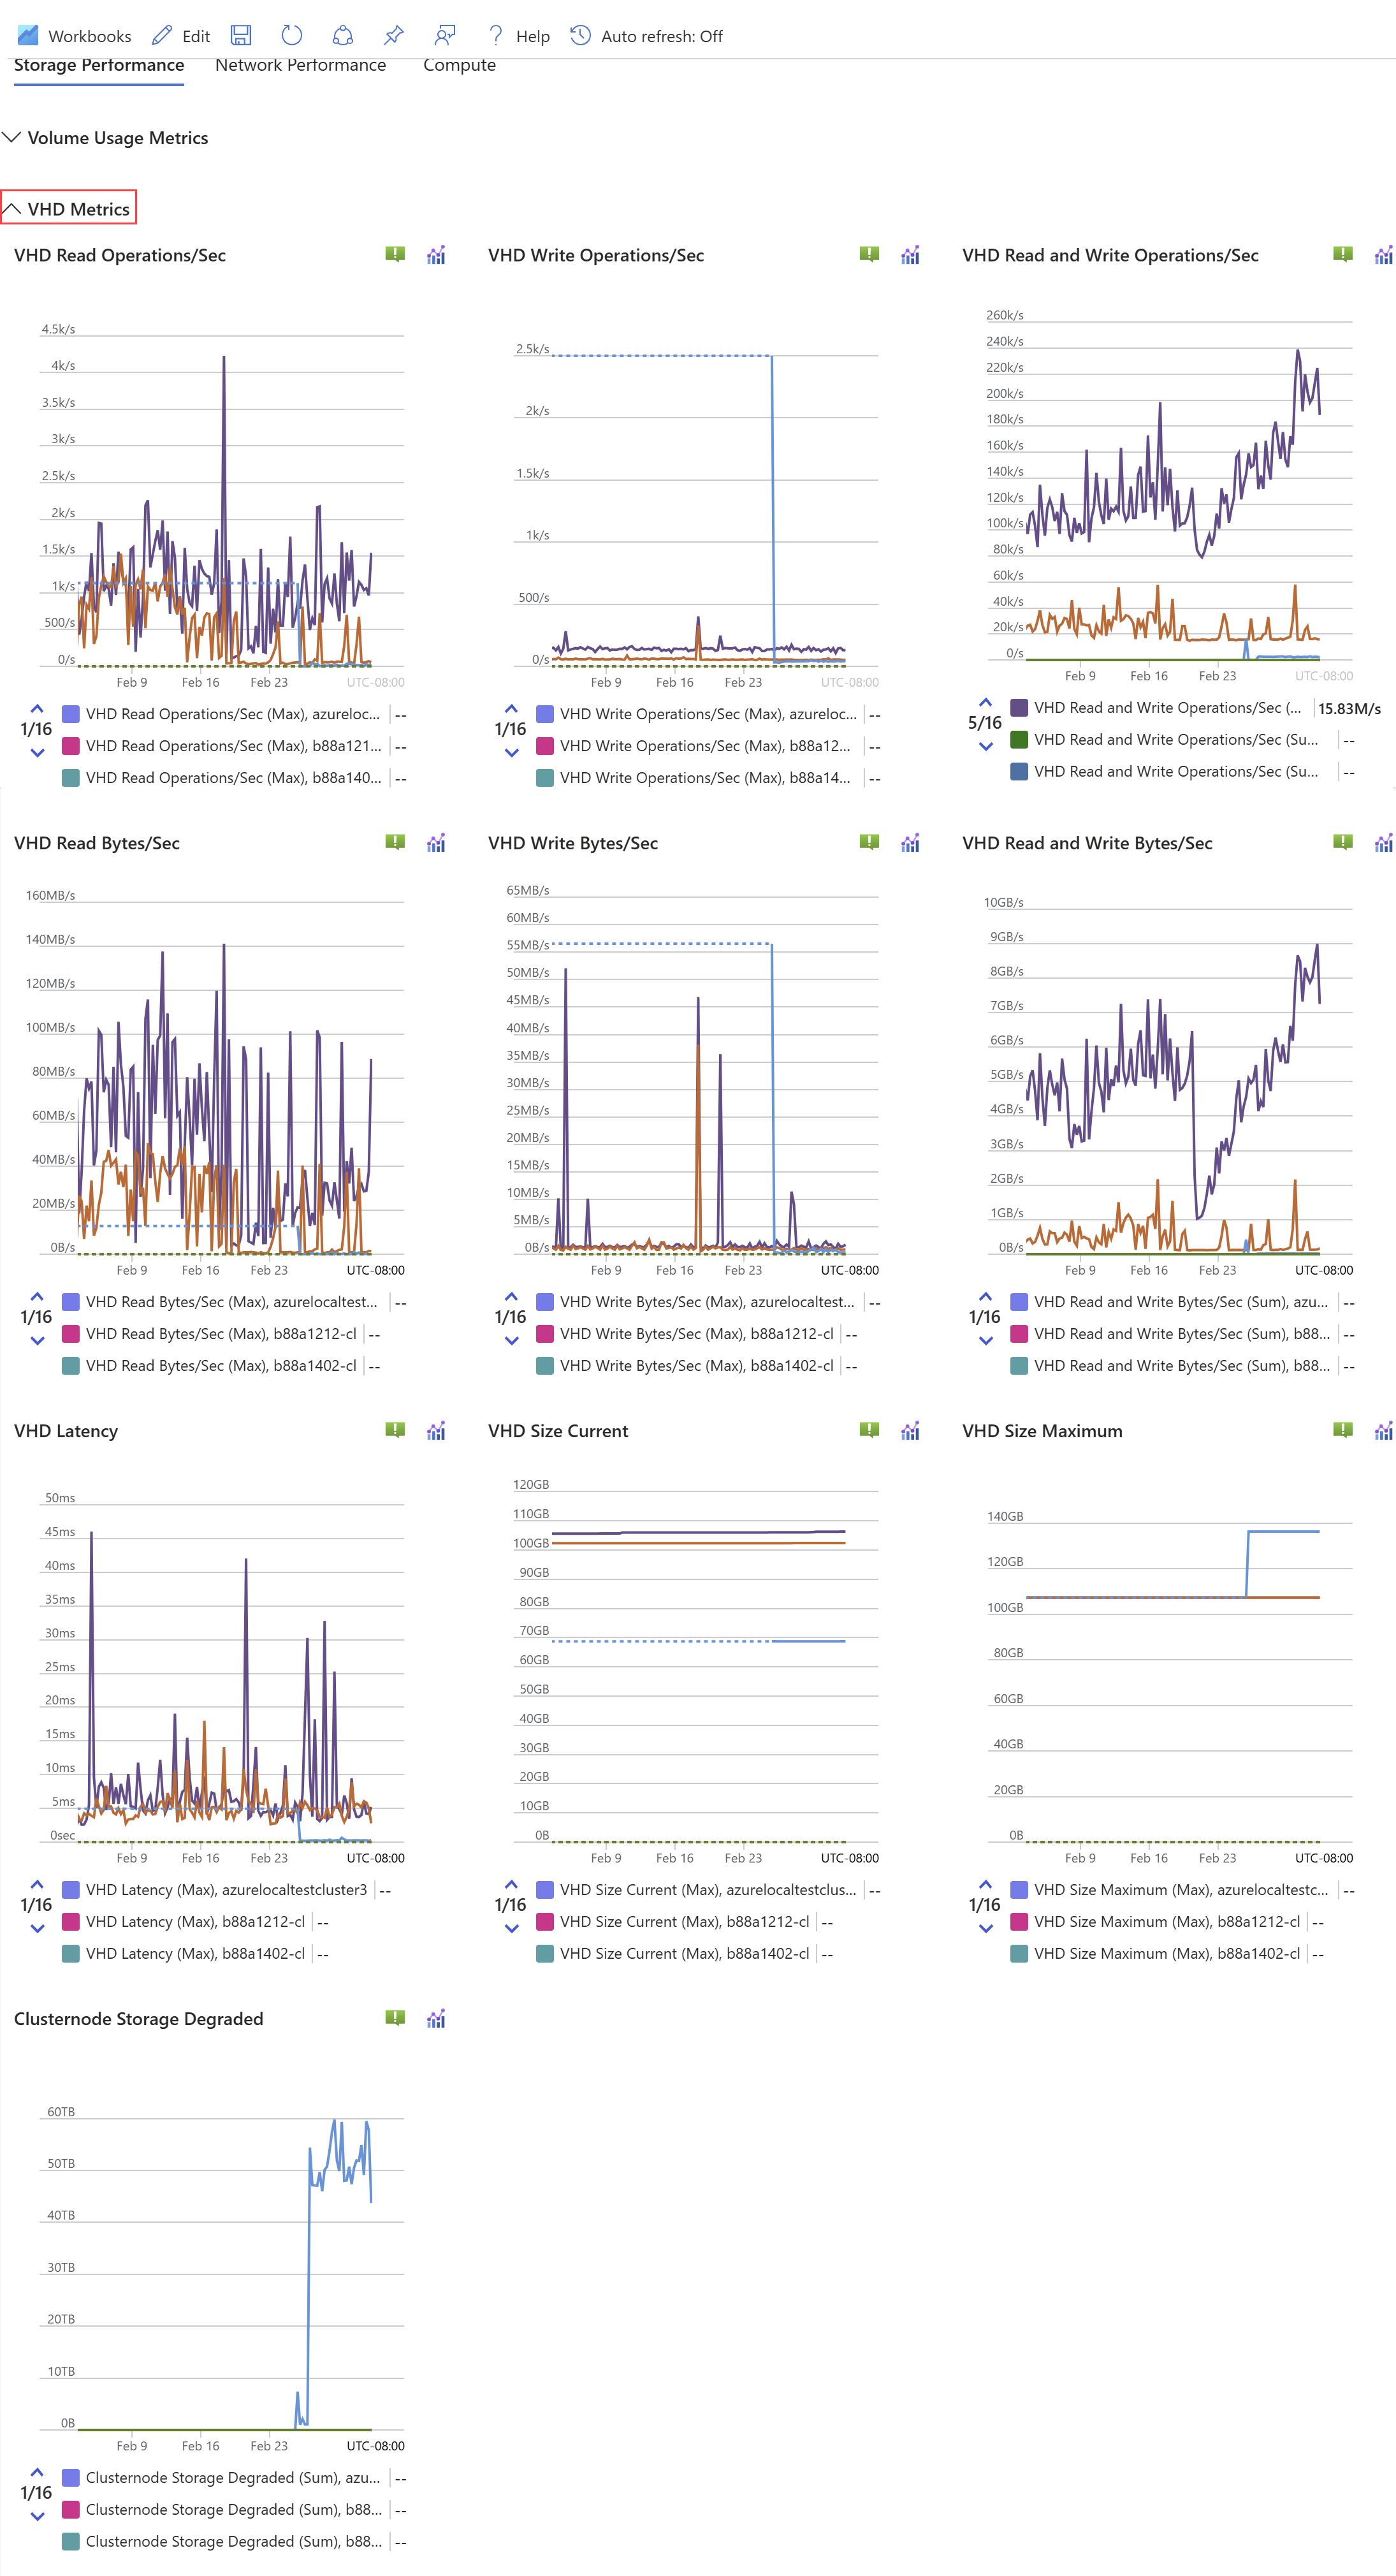 Workbooks Edit Help Auto refresh: Off
Storage Performance Network Performance Compute
Volume Usage Metrics
VHD Metrics
VHD Read Operations/Sec
4.5k/s
4k/s
3.5k/s
3k/s
2.5k/s
2k/s
1.5k/s
1k/s
500/s
0/s
Feb 9 Feb 16 Feb 23 UTC-08:00
1/16
VHD Read Operations/Sec (Max), azureloc... --
VHD Read Operations/Sec (Max), b88a121... --
VHD Read Operations/Sec (Max), b88a140... --
VHD Write Operations/Sec
2.5k/s
2k/s
1.5k/s
1k/s
500/s
0/s
Feb 9 Feb 16 Feb 23 UTC-08:00
1/16
VHD Write Operations/Sec (Max), azureloc... --
VHD Write Operations/Sec (Max), b88a12... --
VHD Write Operations/Sec (Max), b88a14... --
VHD Read and Write Operations/Sec
260k/s
240k/s
220k/s
200k/s
180k/s
160k/s
140k/s
120k/s
100k/s
80k/s
60k/s
40k/s
20k/s
0/s
Feb 9 Feb 16 Feb 23 UTC-08:00
5/16
VHD Read and Write Operations/Sec (... 15.83M/s
VHD Read and Write Operations/Sec (Su... --
VHD Read and Write Operations/Sec (Su... --
VHD Read Bytes/Sec
160MB/s
140MB/s
120MB/s
100MB/s
80MB/s
60MB/s
40MB/s
20MB/s
0B/s
Feb 9 Feb 16 Feb 23 UTC-08:00
1/16
VHD Read Bytes/Sec (Max), azurelocaltest... --
VHD Read Bytes/Sec (Max), b88a1212-cl --
VHD Read Bytes/Sec (Max), b88a1402-cl --
VHD Write Bytes/Sec
65MB/s
60MB/s
55MB/s
50MB/s
45MB/s
40MB/s
35MB/s
30MB/s
25MB/s
20MB/s
15MB/s
10MB/s
5MB/s
0B/s
Feb 9 Feb 16 Feb 23 UTC-08:00
1/16
VHD Write Bytes/Sec (Max), azurelocaltest... --
VHD Write Bytes/Sec (Max), b88a1212-cl --
VHD Write Bytes/Sec (Max), b88a1402-cl --
VHD Read and Write Bytes/Sec
10GB/s
9GB/s
8GB/s
7GB/s
6GB/s
5GB/s
4GB/s
3GB/s
2GB/s
1GB/s
0B/s
Feb 9 Feb 16 Feb 23 UTC-08:00
1/16
VHD Read and Write Bytes/Sec (Sum), azu... --
VHD Read and Write Bytes/Sec (Sum), b88... --
VHD Read and Write Bytes/Sec (Sum), b88... --
VHD Latency
50ms
45ms
40ms
35ms
30ms
25ms
20ms
15ms
10ms
5ms
0sec
Feb 9 Feb 16 Feb 23 UTC-08:00
1/16
VHD Latency (Max), azurelocaltestcluster3 --
VHD Latency (Max), b88a1212-cl --
VHD Latency (Max), b88a1402-cl --
VHD Size Current
120GB
110GB
100GB
90GB
80GB
70GB
60GB
50GB
40GB
30GB
20GB
10GB
0B
Feb 9 Feb 16 Feb 23 UTC-08:00
1/16
VHD Size Current (Max), azurelocaltestclus... --
VHD Size Current (Max), b88a1212-cl --
VHD Size Current (Max), b88a1402-cl --
VHD Size Maximum
140GB
120GB
100GB
80GB
60GB
40GB
20GB
0B
Feb 9 Feb 16 Feb 23 UTC-08:00
1/16
VHD Size Maximum (Max), azurelocaltestc... --
VHD Size Maximum (Max), b88a1212-cl --
VHD Size Maximum (Max), b88a1402-cl --
Clusternode Storage Degraded
60TB
50TB
40TB
30TB
20TB
10TB
0B
Feb 9 Feb 16 Feb 23 UTC-08:00
1/16
Clusternode Storage Degraded (Sum), azu... --
Clusternode Storage Degraded (Sum), b88... --
Clusternode Storage Degraded (Sum), b88... --